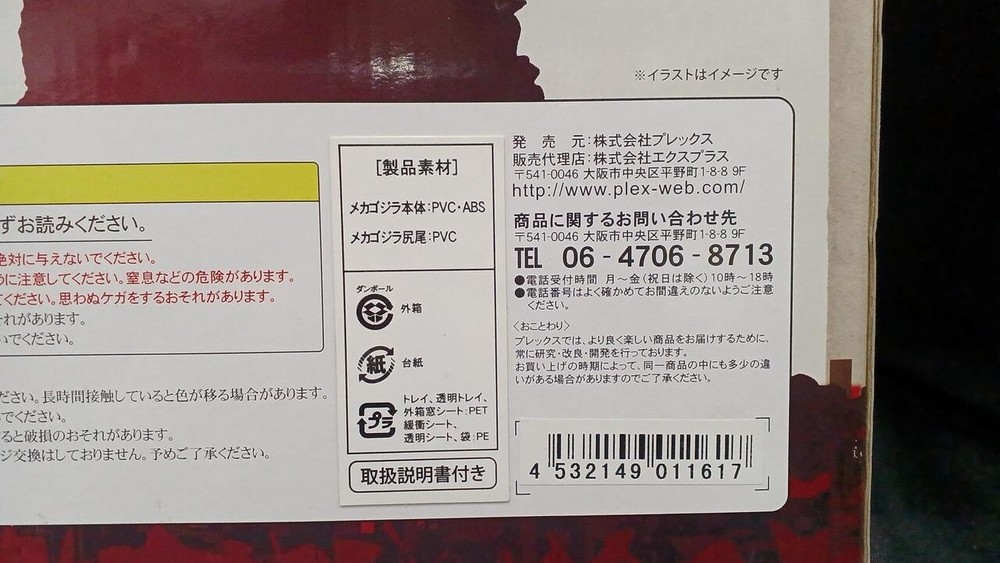 ※イラストはイメージです
ずお読みください。
絶対に与えないでください。
うに注意してください。窒息などの危険があります。
てください。思わぬケガをするおそれがあります。
それがあります。
いでください。
ださい。長時間接触していると色が移る場合があります。
でください。
ると破損のおそれがあります。
ジ交換はしておりません。予めご了承ください。
[製品素材]
メカゴジラ本体:PVC・ABS
メカゴジラ尻尾:PVC
ダンボール
外箱
紙
台紙
プラ
トレイ、透明トレイ、
外箱窓シート:PET
緩衝シート、
透明シート、袋:PE
取扱説明書付き
発売元:株式会社プレックス
販売代理店:株式会社エクスプラス
〒541-0046 大阪市中央区平野町1-8-8 9F
http://www.plex-web.com/
商品に関するお問い合わせ先
〒541-0046 大阪市中央区平野町1-8-8 9F
TEL 06-4706-8713
●電話受付時間 月～金(祝日は除く)10時～18時
●電話番号はよく確かめてお間違えのないようご注意
ください。
〈おことわり〉
プレックスでは、より良く楽しい商品をお届けするために、
常に研究・改良・開発を行っております。
お買い上げの時期によって、同一商品の中にも多少の違
いがある場合がありますのでご了承ください。
4 532149 011617